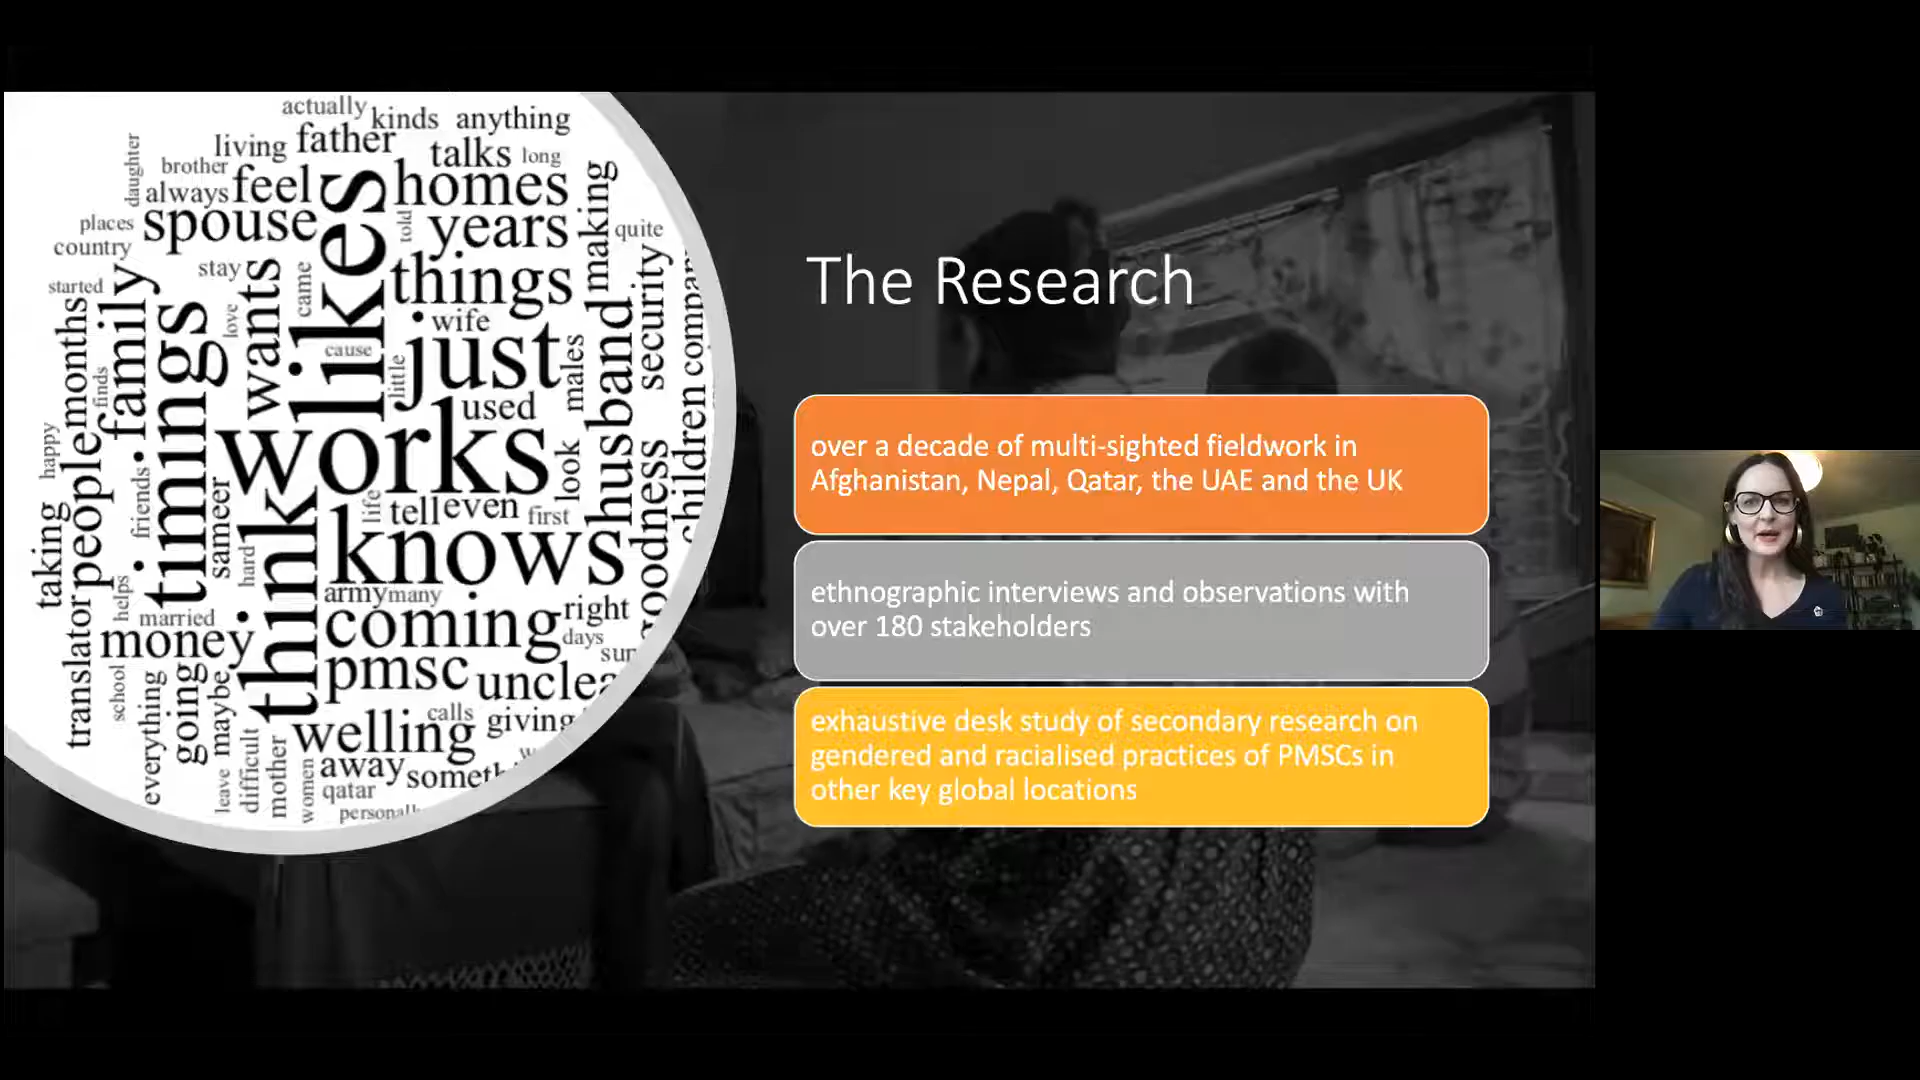 The Research
over a decade of multi-sighted fieldwork in
Afghanistan, Nepal, Qatar, the UAE and the UK
ethnographic interviews and observations with
over 180 stakeholders
exhaustive desk study of secondary research on
gendered and racialised practices of PMSCs in
other key global locations
actually
kinds
anything
living
father
talks
long
daughter
brother
always
feel
likes
homes
making
places
spouse
told
years
quite
country
stay
wants
came
things
security
started
months
family
timings
love
wife
husband
cause
just
little
males
finds
used
children
happy
people
works
look
goodness
friends
sameer
think
life
tell
even
first
taking
knows
hard
helps
army
many
right
translator
married
money
coming
days
pmsc
school
everything
going
maybe
welling
calls
giving
difficult
mother
away
leave
women
qatar